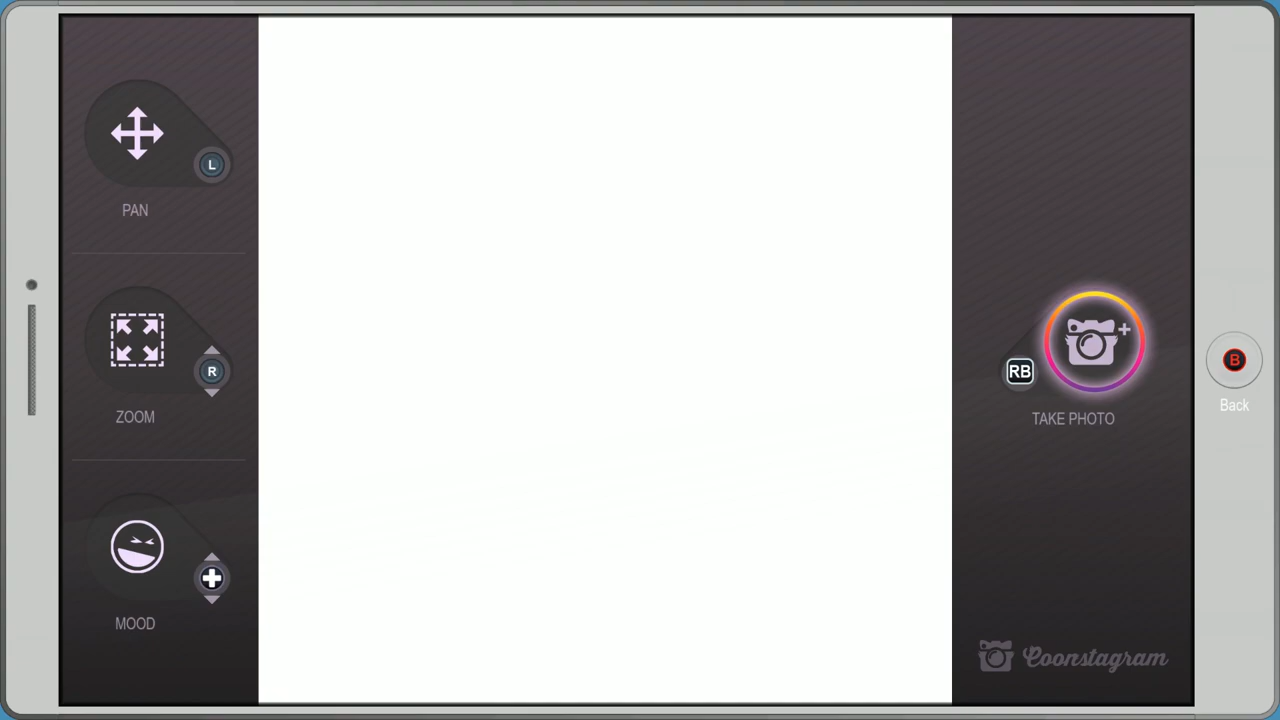 L
PAN
R
ZOOM
MOOD
RB
TAKE PHOTO
B
Back
Coonstagram